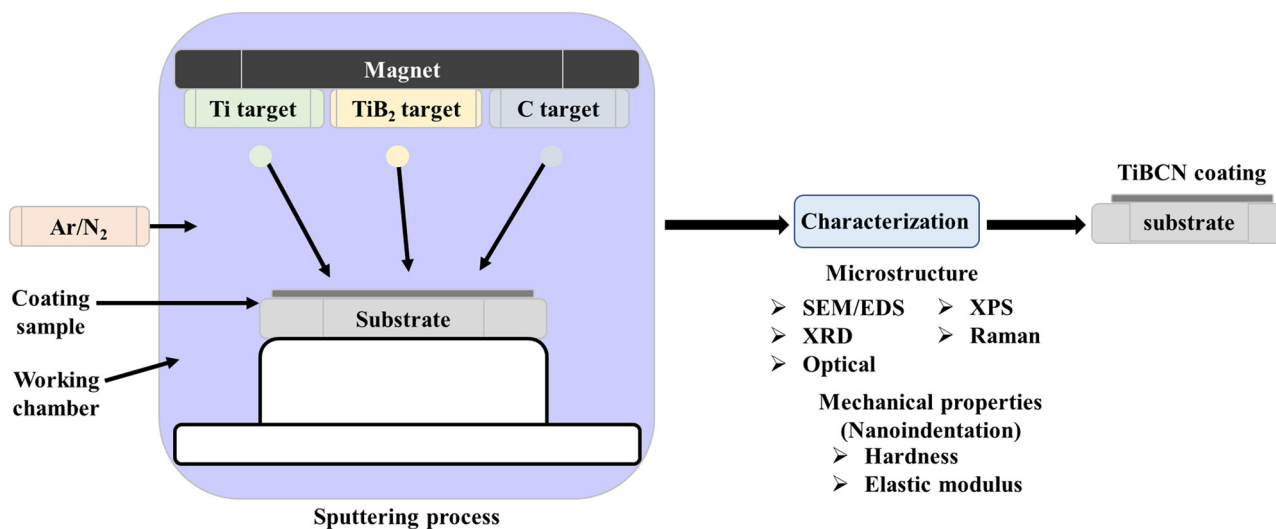 Magnet
Ti target
TiB₂ target
C target
Ar/N₂
Coating
sample
Working
chamber
Substrate
Sputtering process
Characterization
Microstructure
➢ SEM/EDS
➢ XPS
➢ XRD
➢ Raman
➢ Optical
Mechanical properties
(Nanoindentation)
➢ Hardness
➢ Elastic modulus
TiBCN coating
substrate